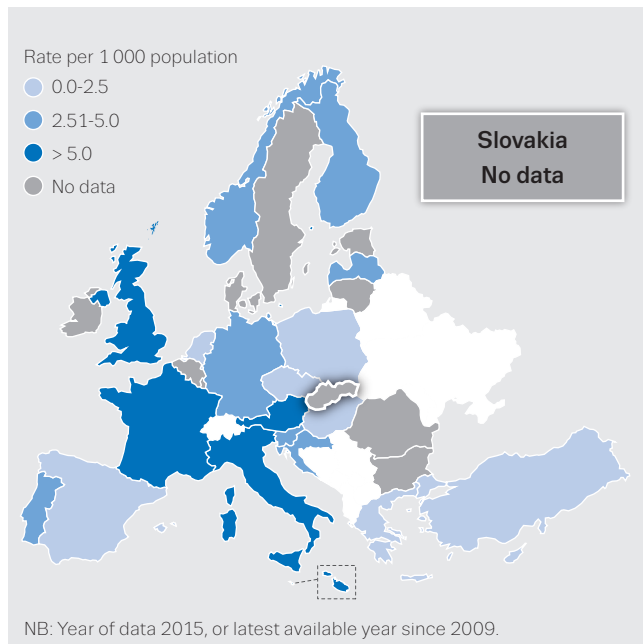 Rate per 1 000 population
0.0-2.5
2.51-5.0
> 5.0
No data
Slovakia
No data
NB: Year of data 2015, or latest available year since 2009.